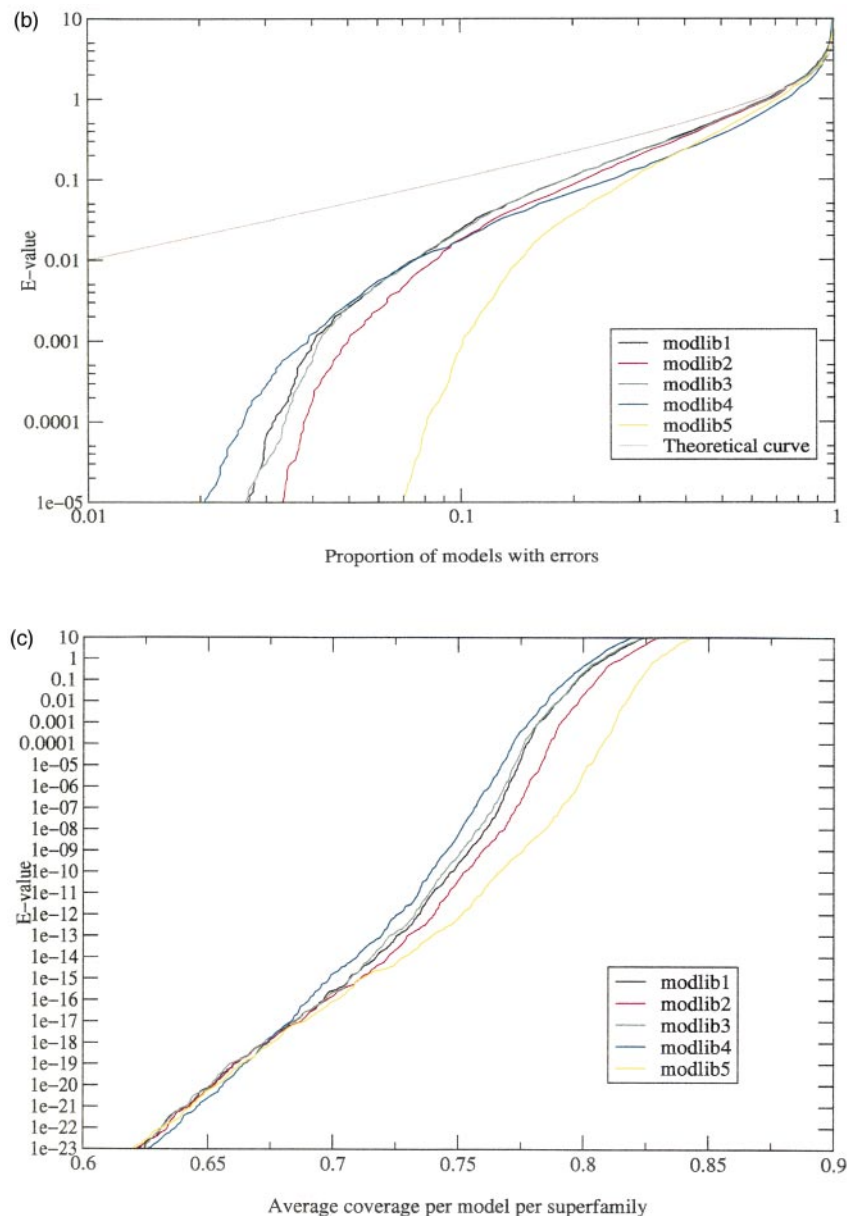 (b)
10
1
0.1
0.01
0.001
0.0001
1e-05
E-value
0.01
0.1
1
modlib1
modlib2
modlib3
modlib4
modlib5
Theoretical curve
Proportion of models with errors
(c)
10
1
0.1
0.01
0.001
0.0001
1e-05
1e-06
1e-07
1e-08
1e-09
1e-10
1e-11
1e-12
1e-13
1e-14
1e-15
1e-16
1e-17
1e-18
1e-19
1e-20
1e-21
1e-22
1e-23
E-value
0.6
0.65
0.7
0.75
0.8
0.85
0.9
modlib1
modlib2
modlib3
modlib4
modlib5
Average coverage per model per superfamily